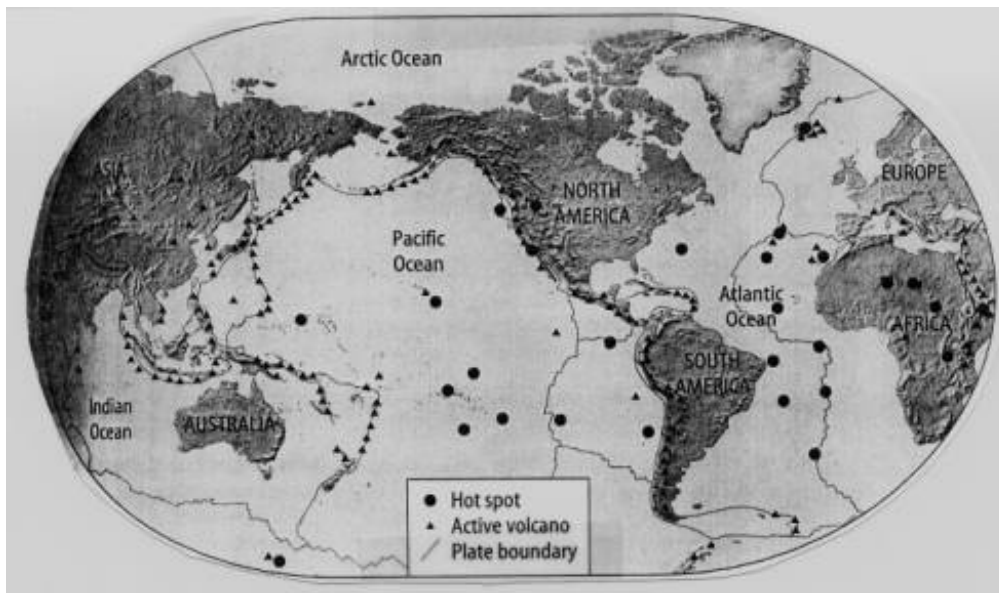 Arctic Ocean
ASIA
NORTH
AMERICA
EUROPE
Pacific
Ocean
Atlantic
Ocean
AFRICA
SOUTH
AMERICA
Indian
Ocean
AUSTRALIA
Hot spot
Active volcano
Plate boundary